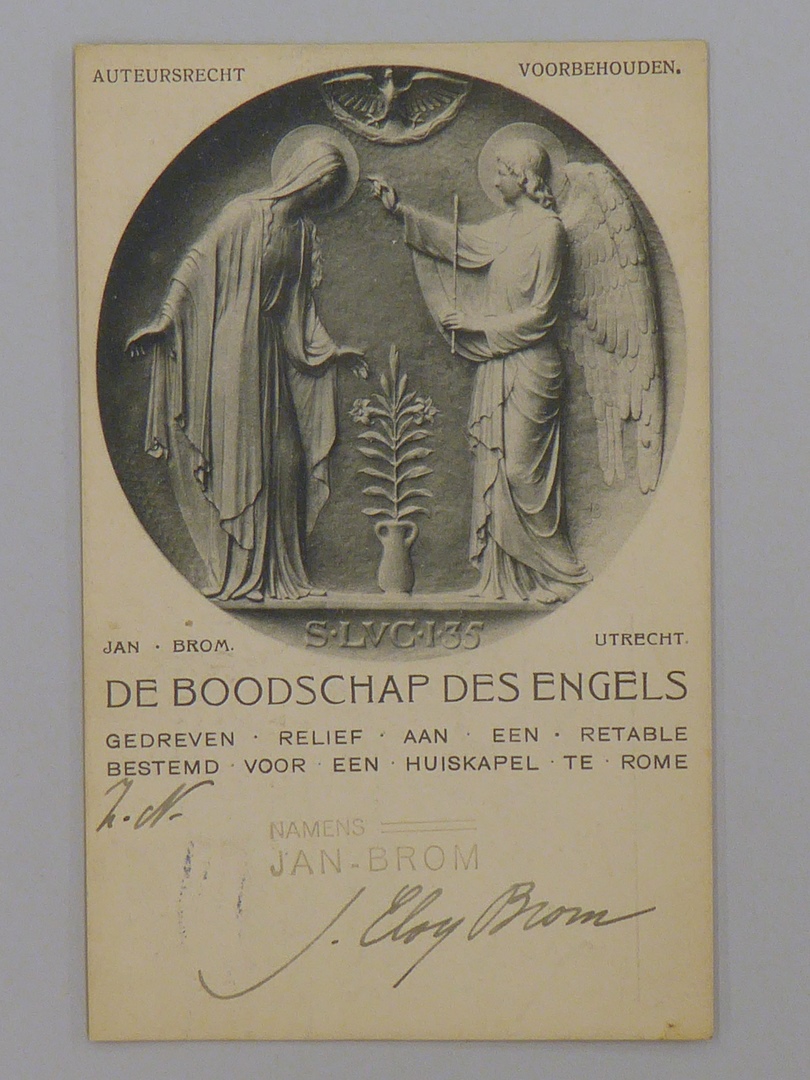 AUTEURSRECHT VOORBEHOUDEN.
S·LVC·I·35
JAN · BROM. UTRECHT.
DE BOODSCHAP DES ENGELS
GEDREVEN · RELIEF · AAN · EEN · RETABLE
BESTEMD · VOOR · EEN · HUISKAPEL · TE · ROME
NAMENS
JAN-BROM
J. Eloy Brom